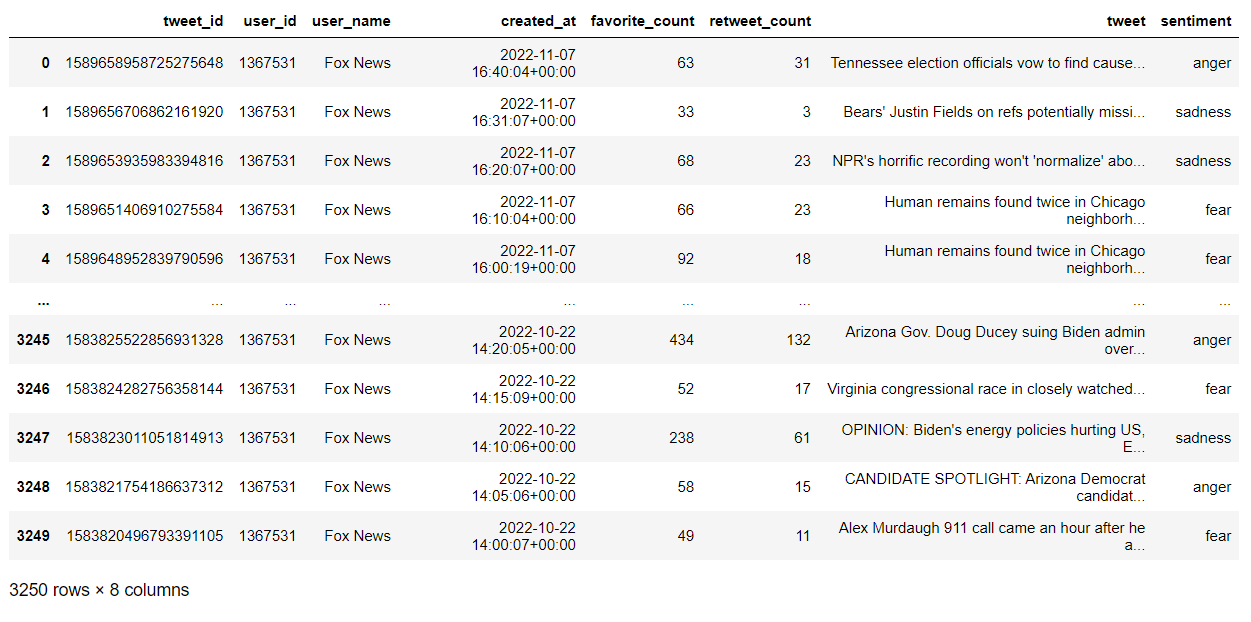 tweet_id user_id user_name created_at favorite_count retweet_count tweet sentiment
0 1589658958725275648 1367531 Fox News 2022-11-07 16:40:04+00:00 63 31 Tennessee election officials vow to find cause... anger
1 1589656706862161920 1367531 Fox News 2022-11-07 16:31:07+00:00 33 3 Bears' Justin Fields on refs potentially missi... sadness
2 1589653935983394816 1367531 Fox News 2022-11-07 16:20:07+00:00 68 23 NPR's horrific recording won't 'normalize' abo... sadness
3 1589651406910275584 1367531 Fox News 2022-11-07 16:10:04+00:00 66 23 Human remains found twice in Chicago neighborh... fear
4 1589648952839790596 1367531 Fox News 2022-11-07 16:00:19+00:00 92 18 Human remains found twice in Chicago neighborh... fear
... ... ... ... ... ... ... ... ...
3245 1583825522856931328 1367531 Fox News 2022-10-22 14:20:05+00:00 434 132 Arizona Gov. Doug Ducey suing Biden admin over... anger
3246 1583824282756358144 1367531 Fox News 2022-10-22 14:15:09+00:00 52 17 Virginia congressional race in closely watched... fear
3247 1583823011051814913 1367531 Fox News 2022-10-22 14:10:06+00:00 238 61 OPINION: Biden's energy policies hurting US, E... sadness
3248 1583821754186637312 1367531 Fox News 2022-10-22 14:05:06+00:00 58 15 CANDIDATE SPOTLIGHT: Arizona Democrat candidat... anger
3249 1583820496793391105 1367531 Fox News 2022-10-22 14:00:07+00:00 49 11 Alex Murdaugh 911 call came an hour after he a... fear
3250 rows × 8 columns